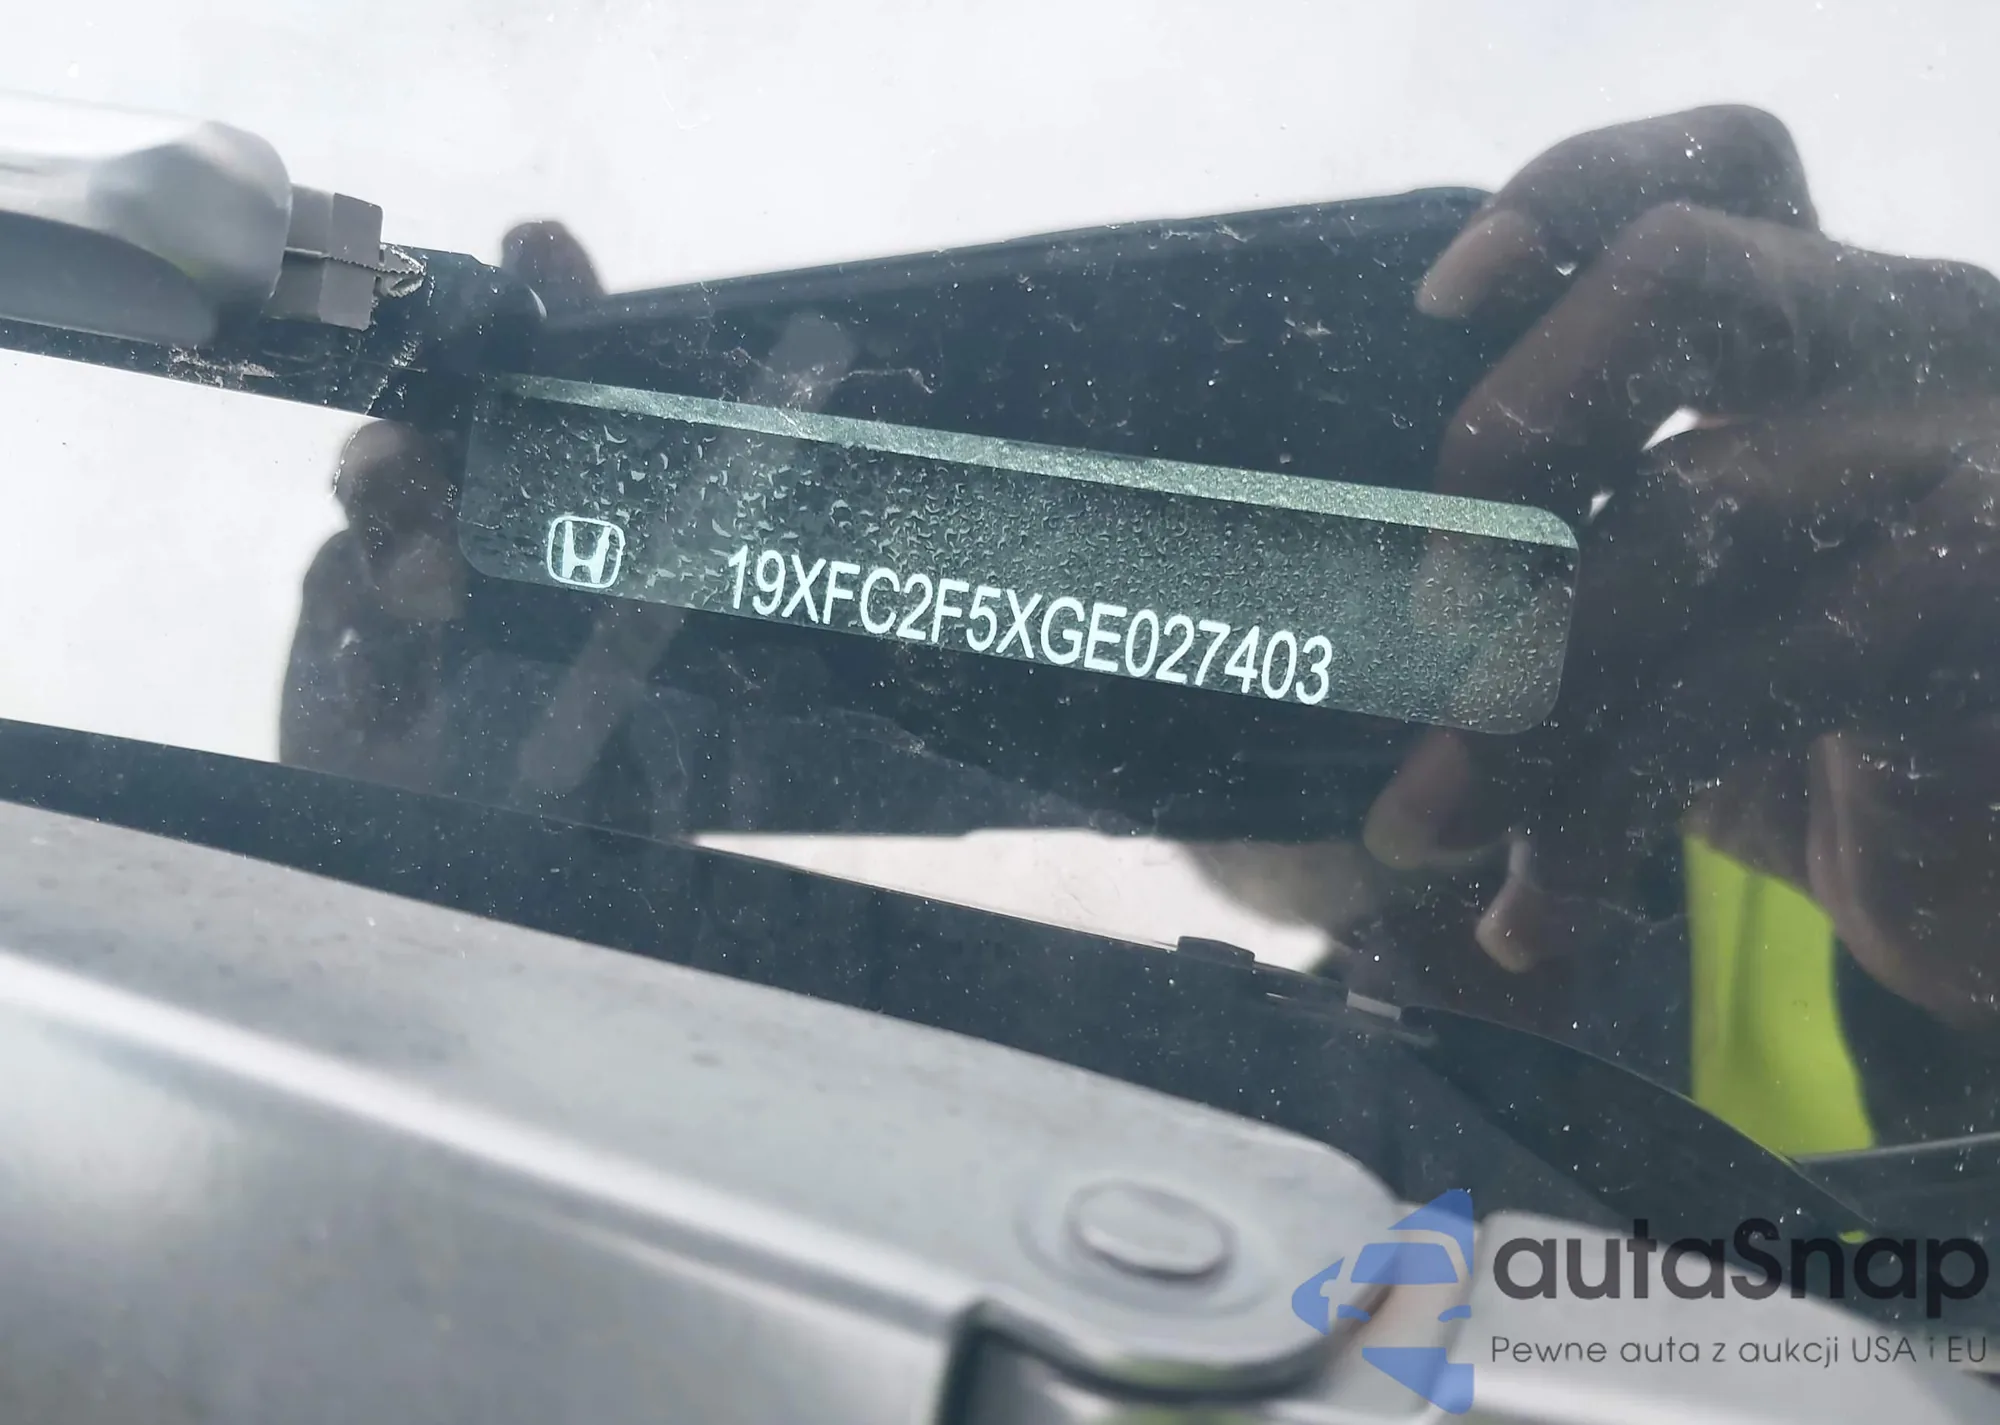 19XFC2F5XGE027403
autaSnap
Pewne auta z aukcji USA i EU